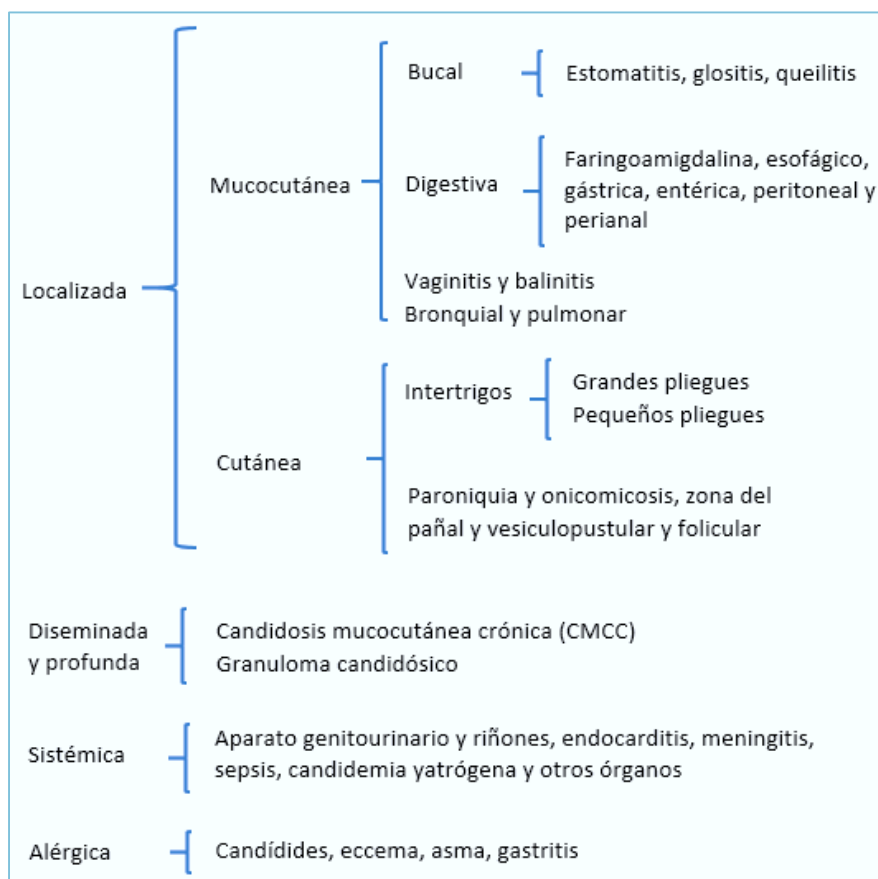 Bucal
Estomatitis, glositis, queilitis
Mucocutánea
Digestiva
Faringoamigdalina, esofágico,
gástrica, entérica, peritoneal y
perianal
Vaginitis y balinitis
Bronquial y pulmonar
Localizada
Cutánea
Intertrigos
Grandes pliegues
Pequeños pliegues
Paroniquia y onicomicosis, zona del
pañal y vesiculopustular y folicular
Diseminada
y profunda
Candidosis mucocutánea crónica (CMCC)
Granuloma candidósico
Sistémica
Aparato genitourinario y riñones, endocarditis, meningitis,
sepsis, candidemia yatrógena y otros órganos
Alérgica
Candídides, eccema, asma, gastritis